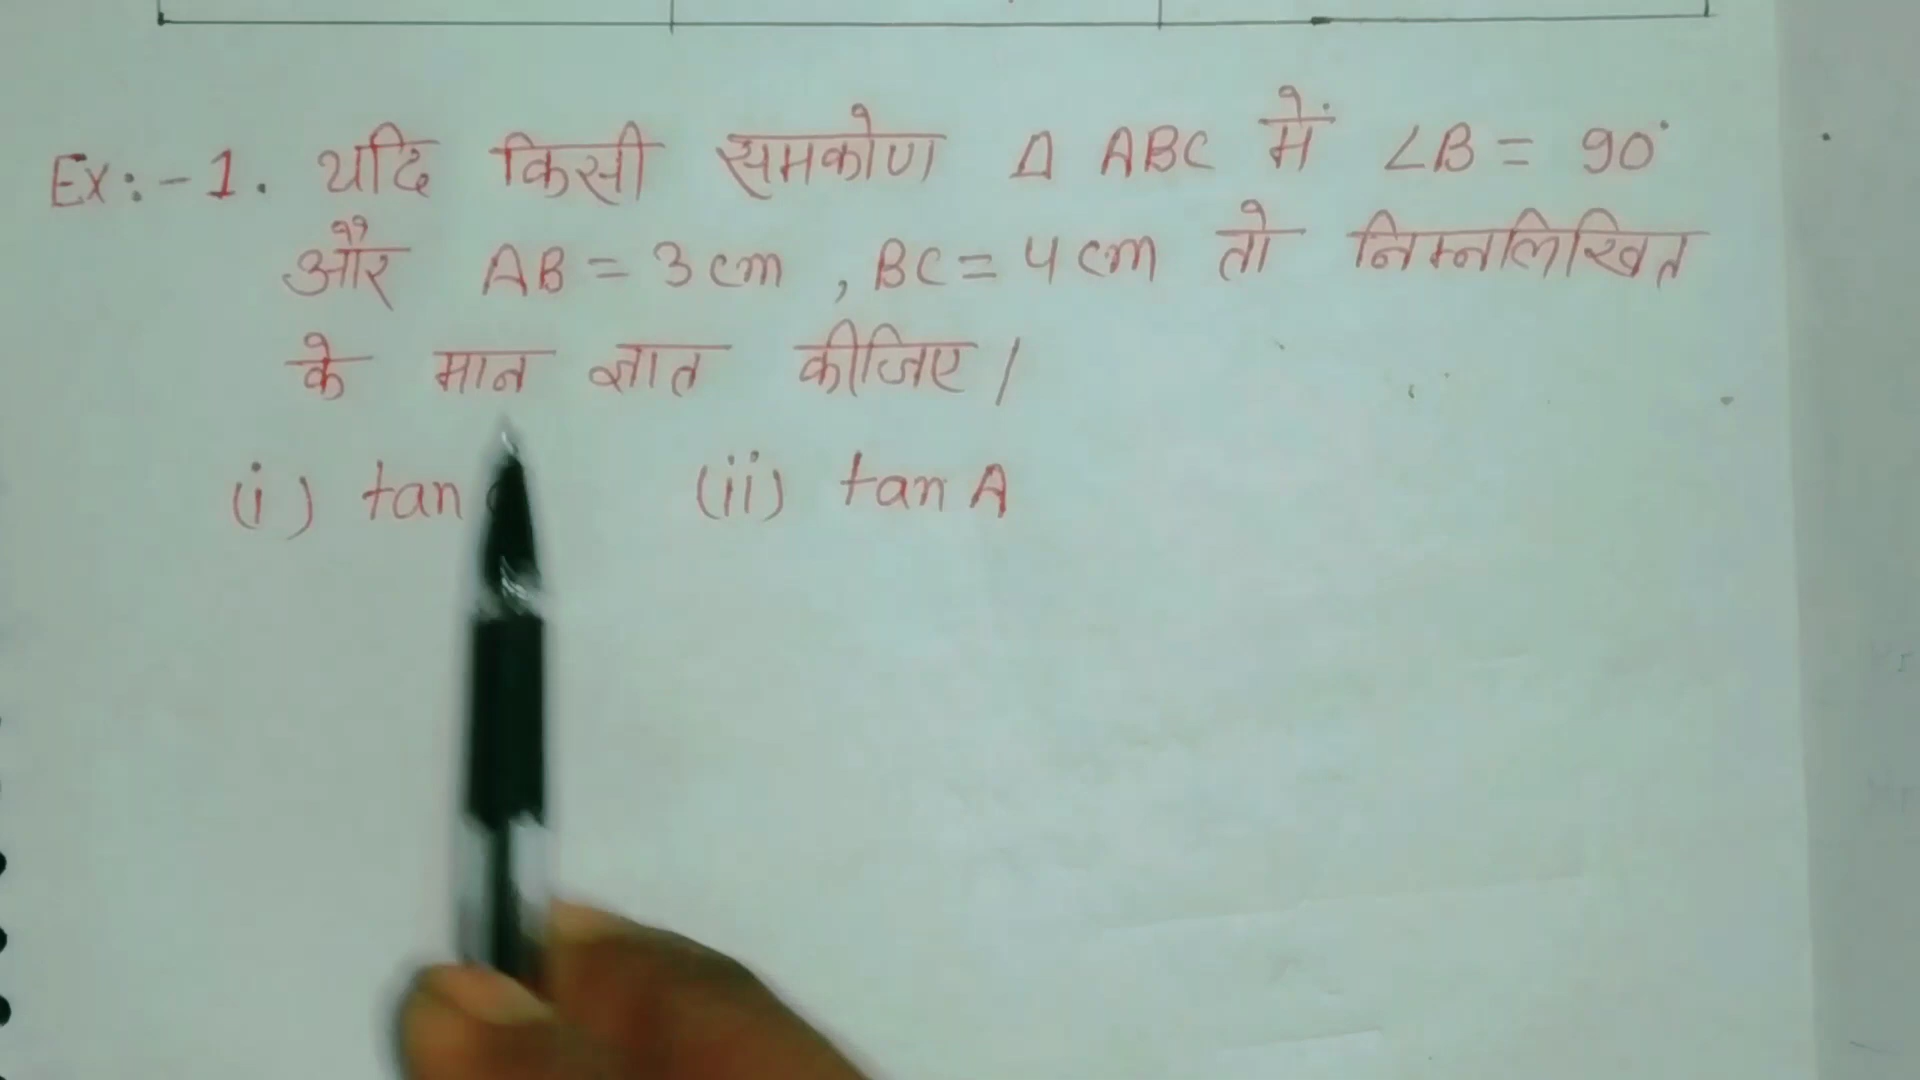 Ex:-1. यदि किसी समकोण Δ ABC में ∠B = 90°
और AB = 3 cm , BC = 4 cm तो निम्नलिखित
के मान ज्ञात कीजिए।
(i) tan (ii) tan A